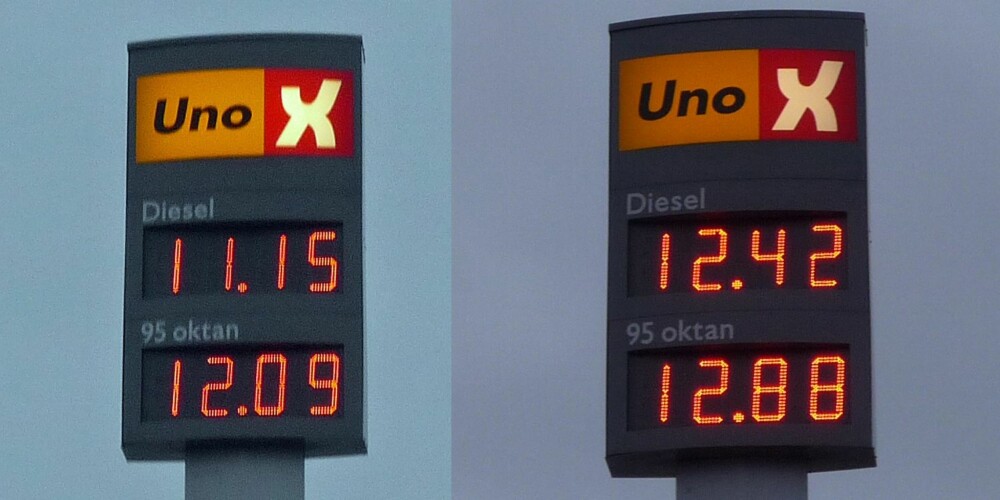 Uno X
Diesel
11.15
95 oktan
12.09
Uno X
Diesel
12.42
95 oktan
12.88